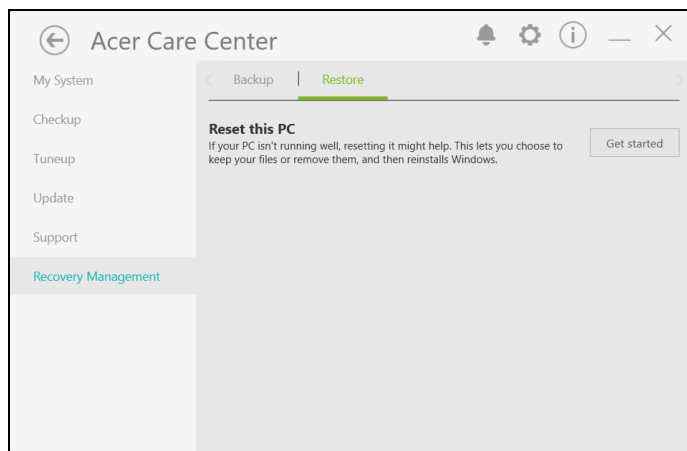 Acer Care Center
My System
Backup
Restore
Checkup
Reset this PC
If your PC isn't running well, resetting it might help. This lets you choose to
keep your files or remove them, and then reinstalls Windows.
Get started
Tuneup
Update
Support
Recovery Management